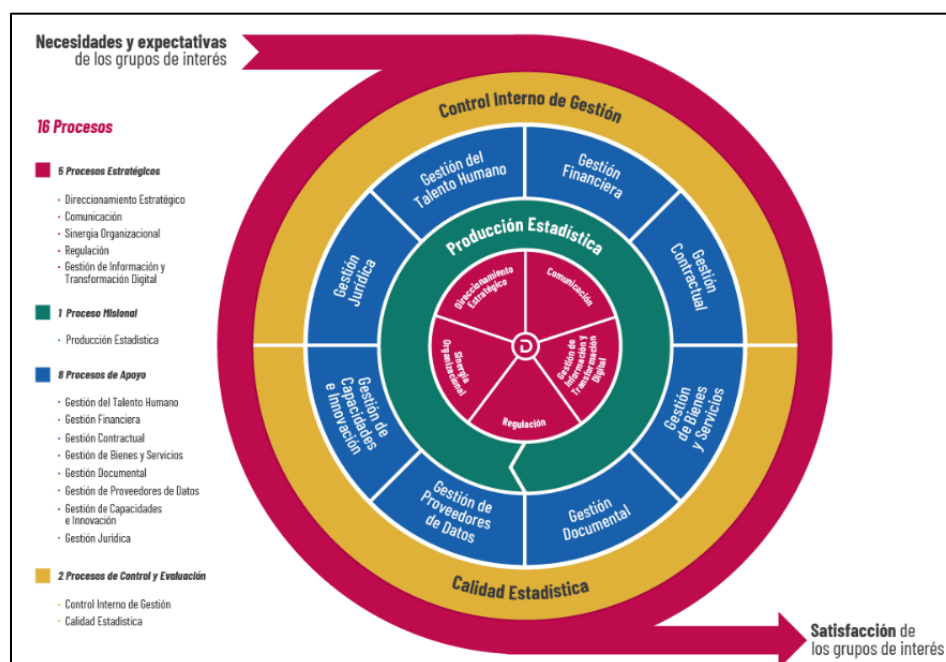 Necesidades y expectativas
de los grupos de interés
16 Procesos
5 Procesos Estratégicos
· Direccionamiento Estratégico
· Comunicación
· Sinergia Organizacional
· Regulación
· Gestión de Información y
Transformación Digital
1 Proceso Misional
· Producción Estadística
8 Procesos de Apoyo
· Gestión del Talento Humano
· Gestión Financiera
· Gestión Contractual
· Gestión de Bienes y Servicios
· Gestión Documental
· Gestión de Proveedores de Datos
· Gestión de Capacidades
e Innovación
· Gestión Jurídica
2 Procesos de Control y Evaluación
· Control Interno de Gestión
· Calidad Estadística
Control Interno de Gestión
Gestión del
Talento Humano
Gestión
Financiera
Gestión
Contractual
Gestión
de Bienes
y Servicios
Gestión
Documental
Gestión de
Proveedores
de Datos
Gestión de
Capacidades
e Innovación
Gestión
Jurídica
Producción Estadística
Direccionamiento
Estratégico
Comunicación
Gestión de
Información y
Transformación
Digital
Regulación
Sinergia
Organizacional
D
Calidad Estadística
Satisfacción de
los grupos de interés